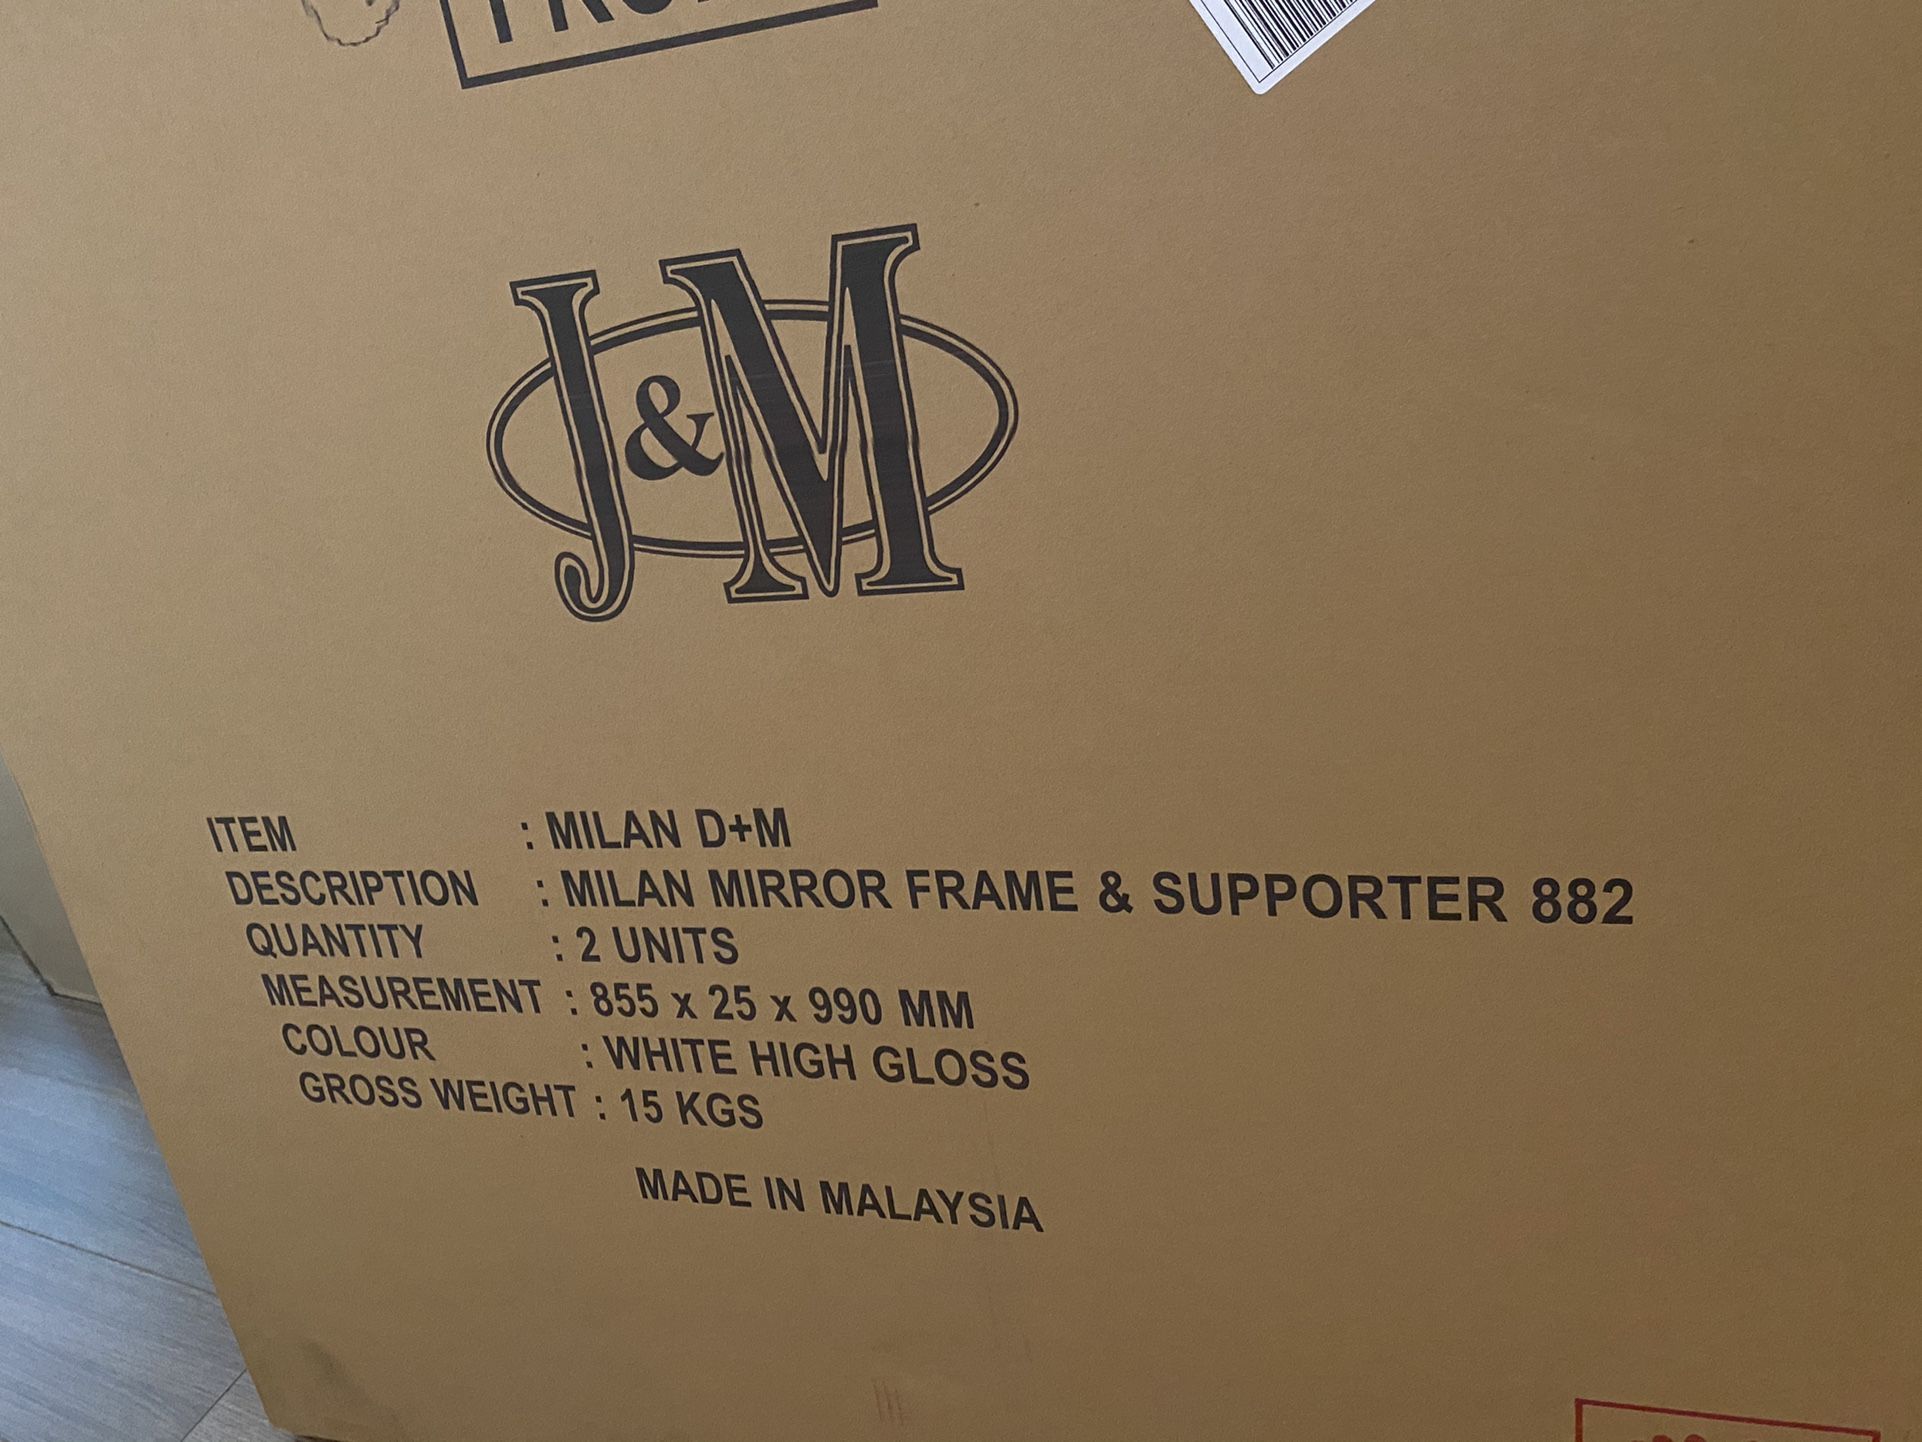 J&M
ITEM : MILAN D+M
DESCRIPTION : MILAN MIRROR FRAME & SUPPORTER 882
QUANTITY : 2 UNITS
MEASUREMENT : 855 x 25 x 990 MM
COLOUR : WHITE HIGH GLOSS
GROSS WEIGHT : 15 KGS
MADE IN MALAYSIA